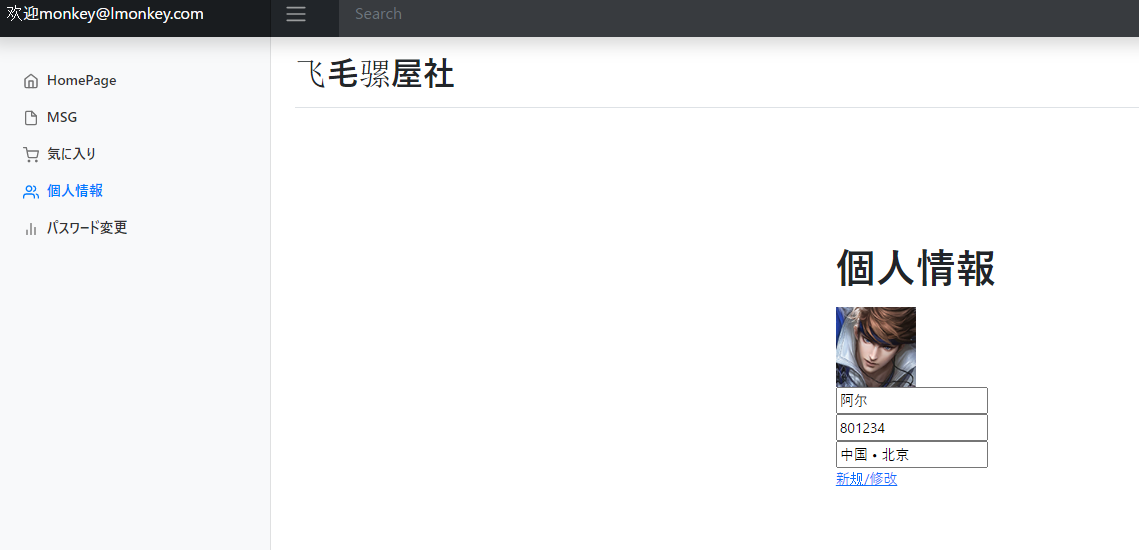 欢迎monkey@lmonkey.com
Search
HomePage
MSG
気に入り
個人情報
パスワード変更
飞毛骡屋社
個人情報
阿尔
801234
中国•北京
新规/修改